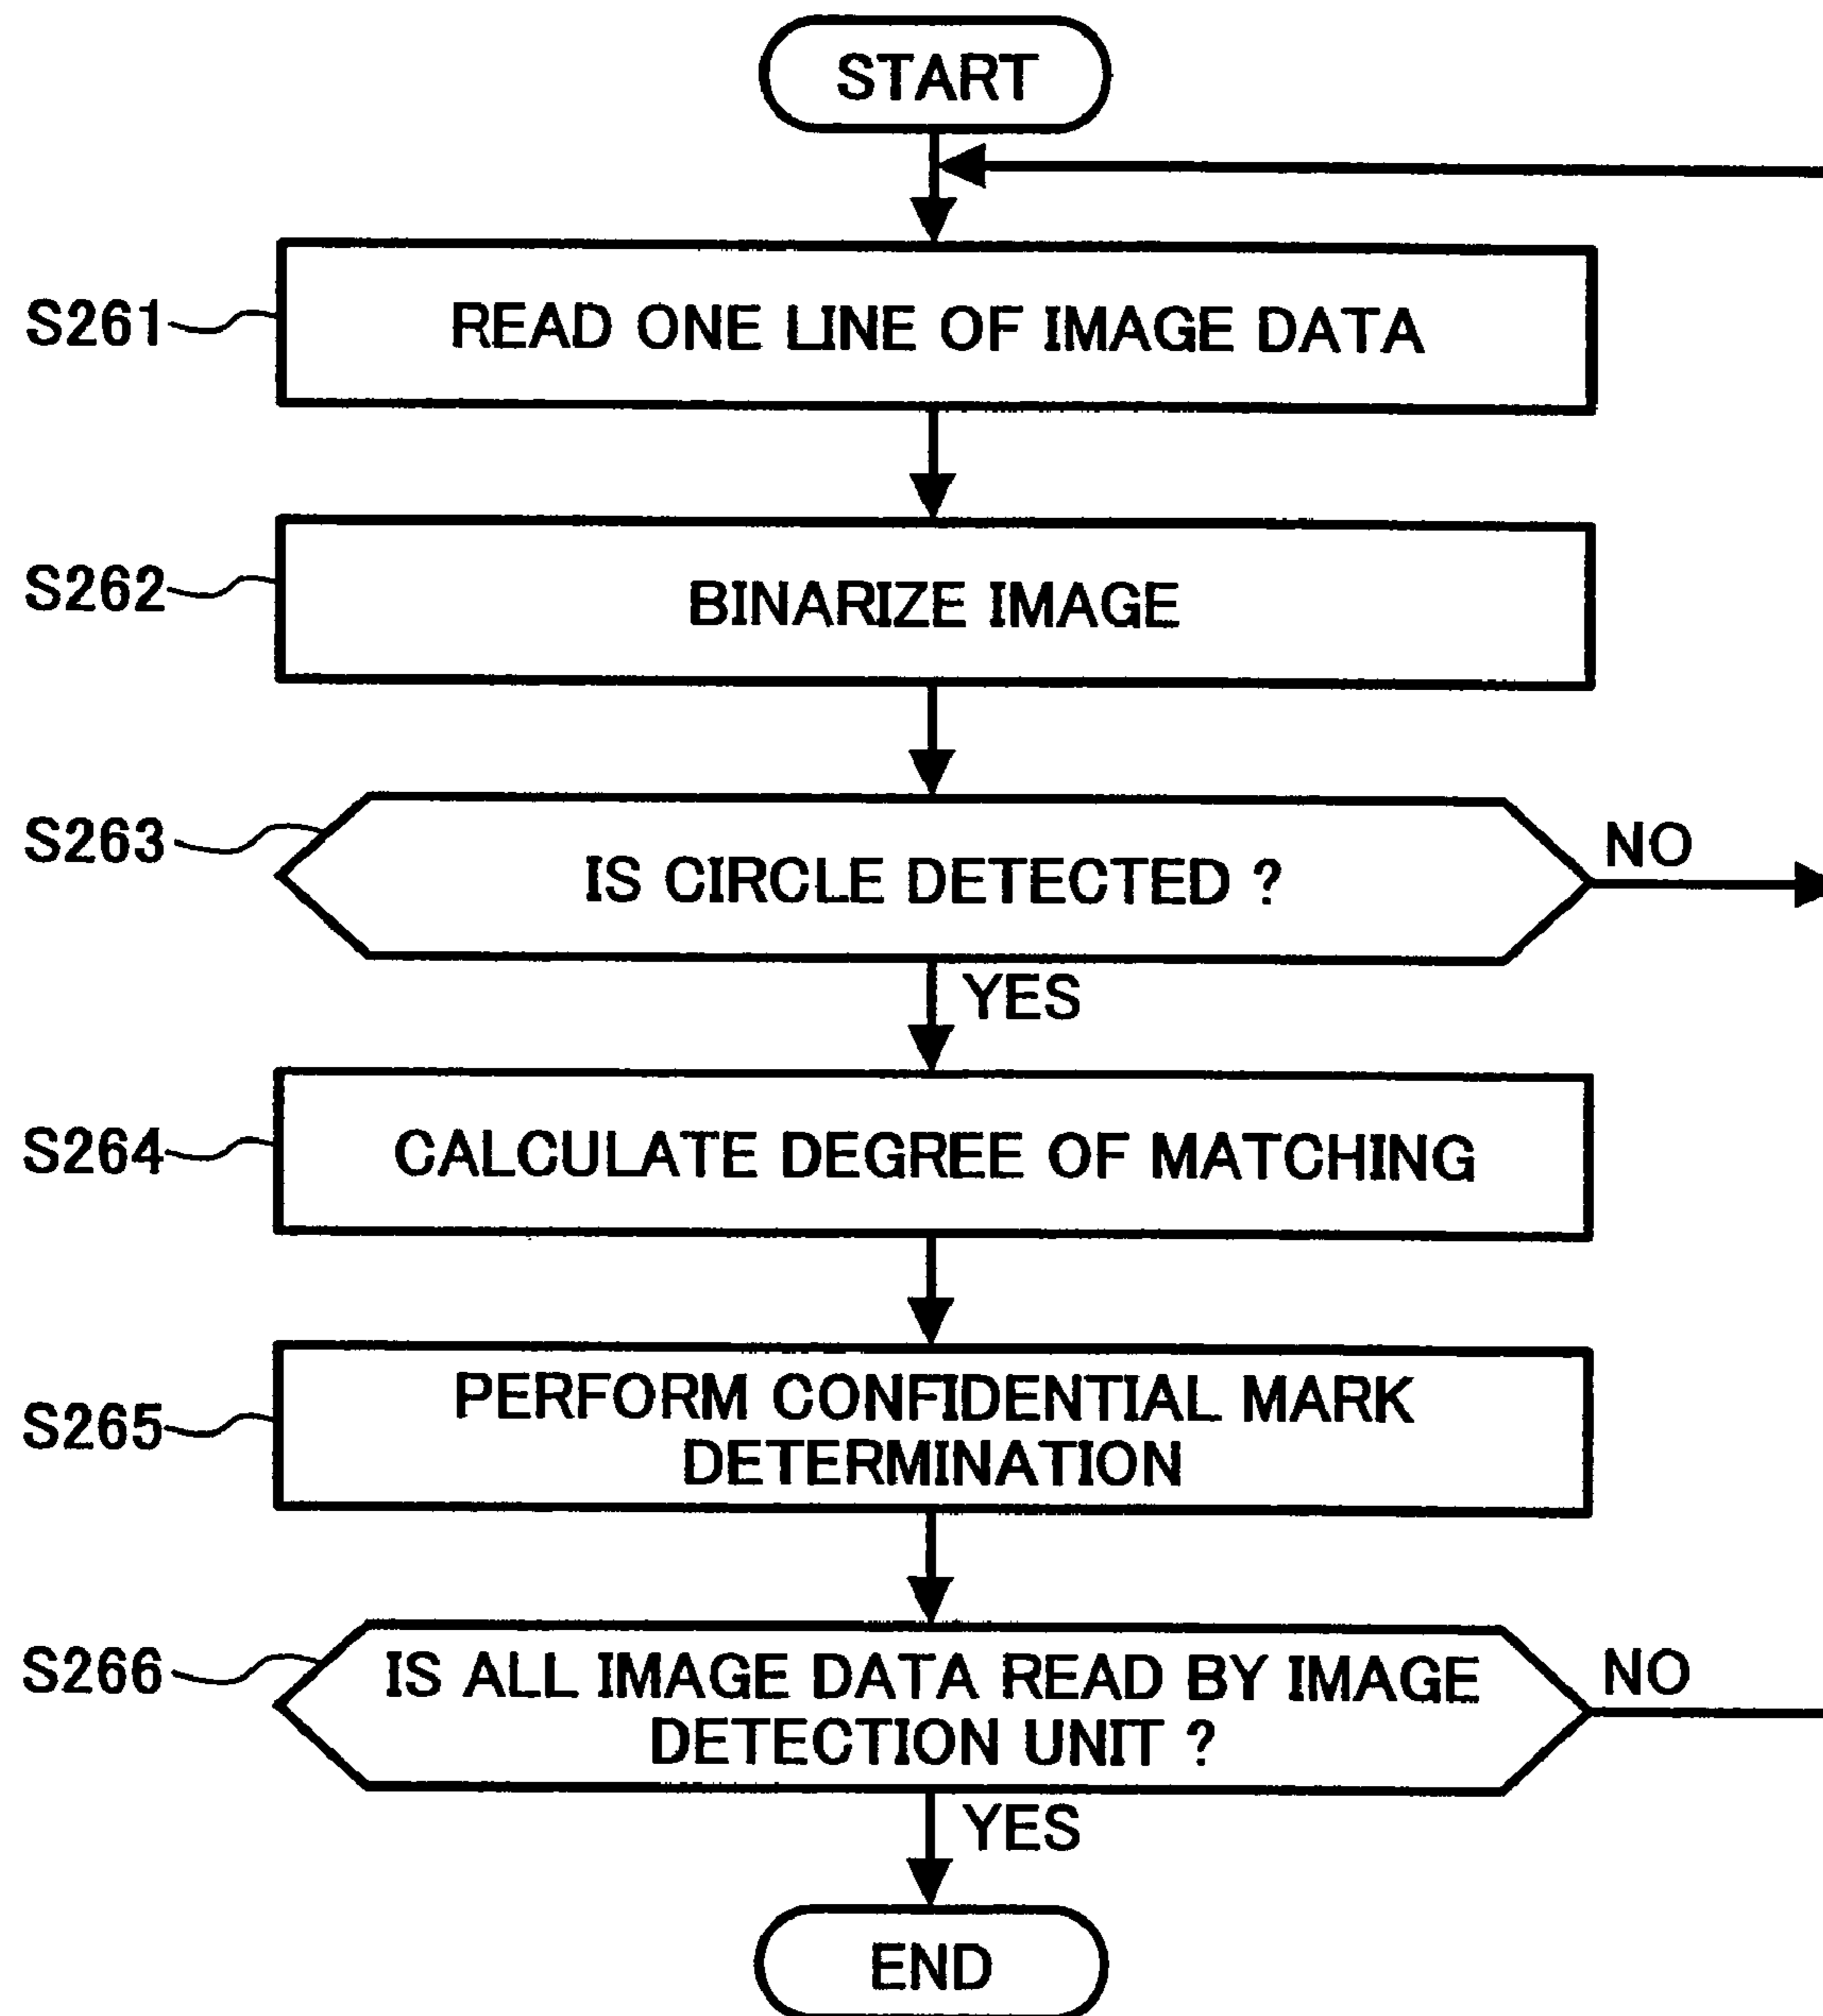 START
S261
READ ONE LINE OF IMAGE DATA
S262
BINARIZE IMAGE
S263
IS CIRCLE DETECTED ?
NO
YES
S264
CALCULATE DEGREE OF MATCHING
S265
PERFORM CONFIDENTIAL MARK
DETERMINATION
S266
IS ALL IMAGE DATA READ BY IMAGE
DETECTION UNIT ?
NO
YES
END